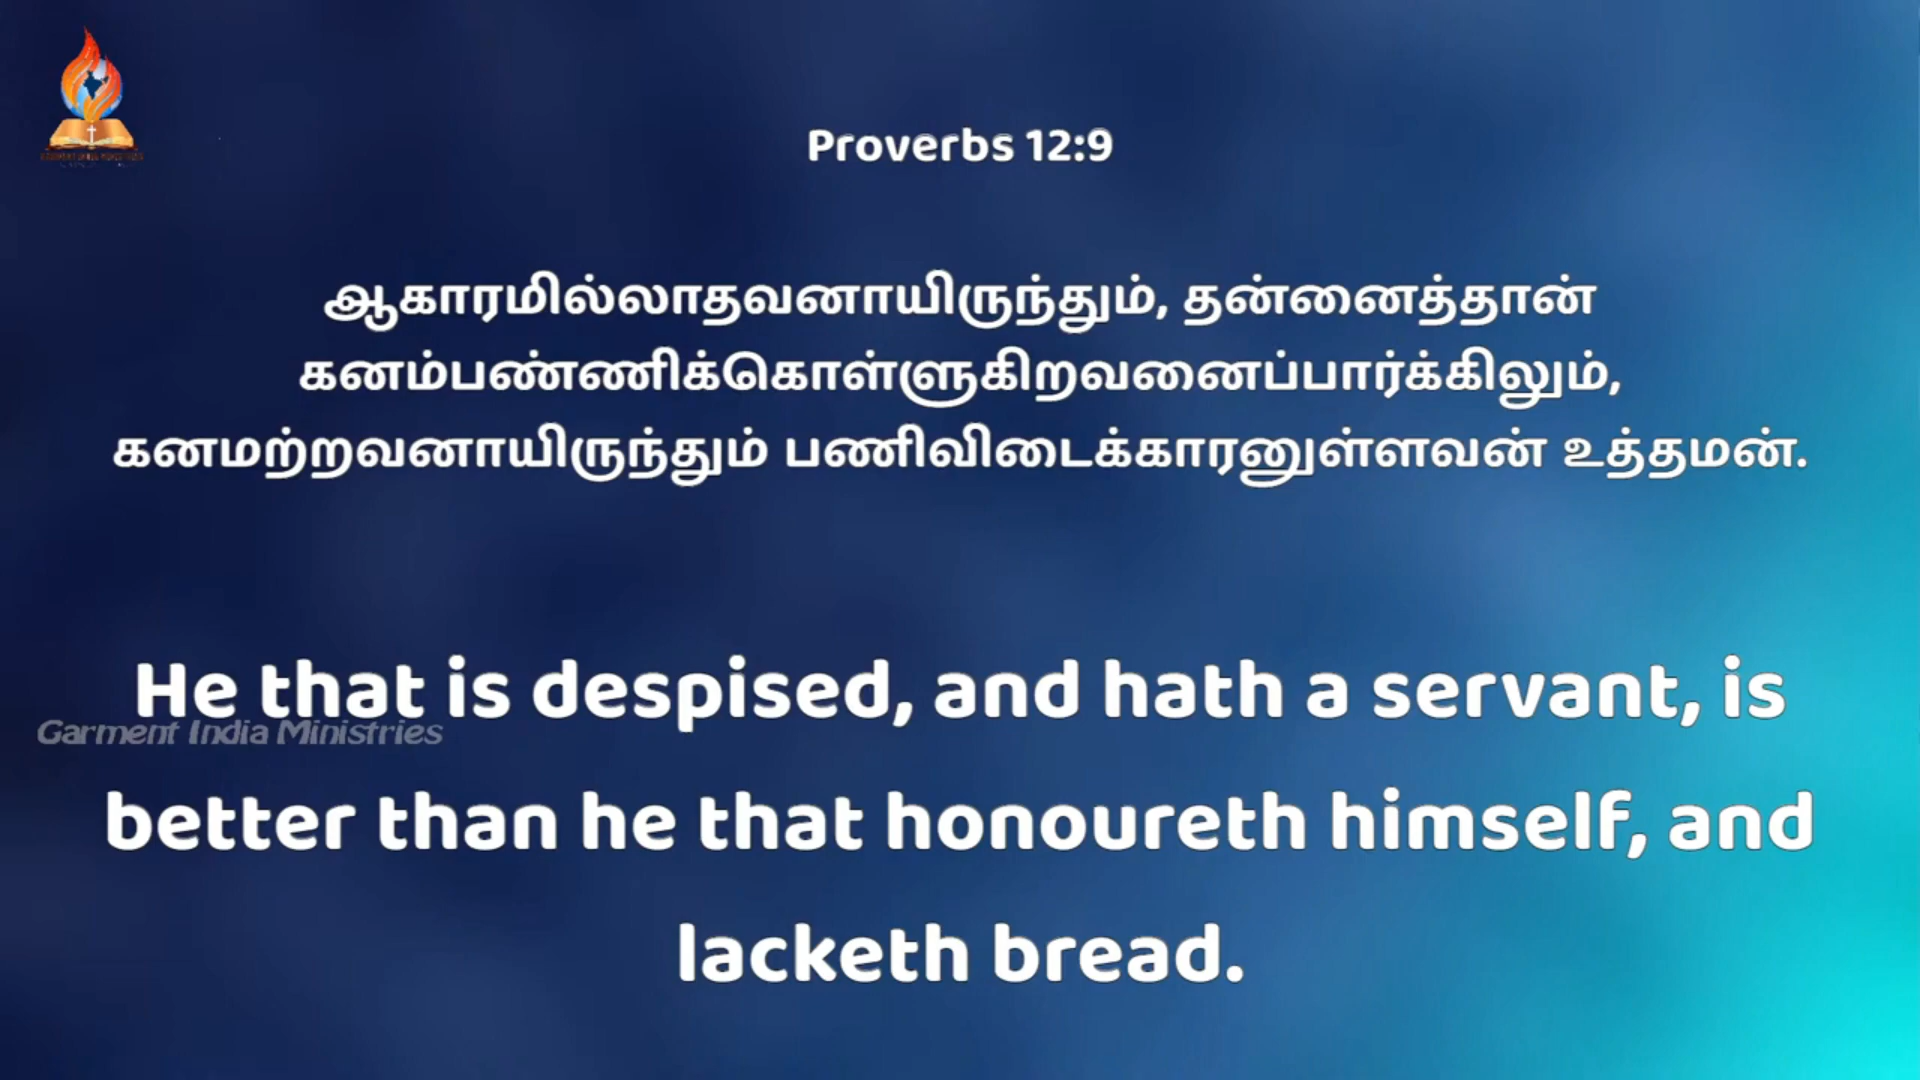 Proverbs 12:9
ஆகாரமில்லாதவனாயிருந்தும், தன்னைத்தான்
கனம்பண்ணிக்கொள்ளுகிறவனைப்பார்க்கிலும்,
கனமற்றவனாயிருந்தும் பணிவிடைக்காரனுள்ளவன் உத்தமன்.
He that is despised, and hath a servant, is
Garment India Ministries
better than he that honoureth himself, and
lacketh bread.